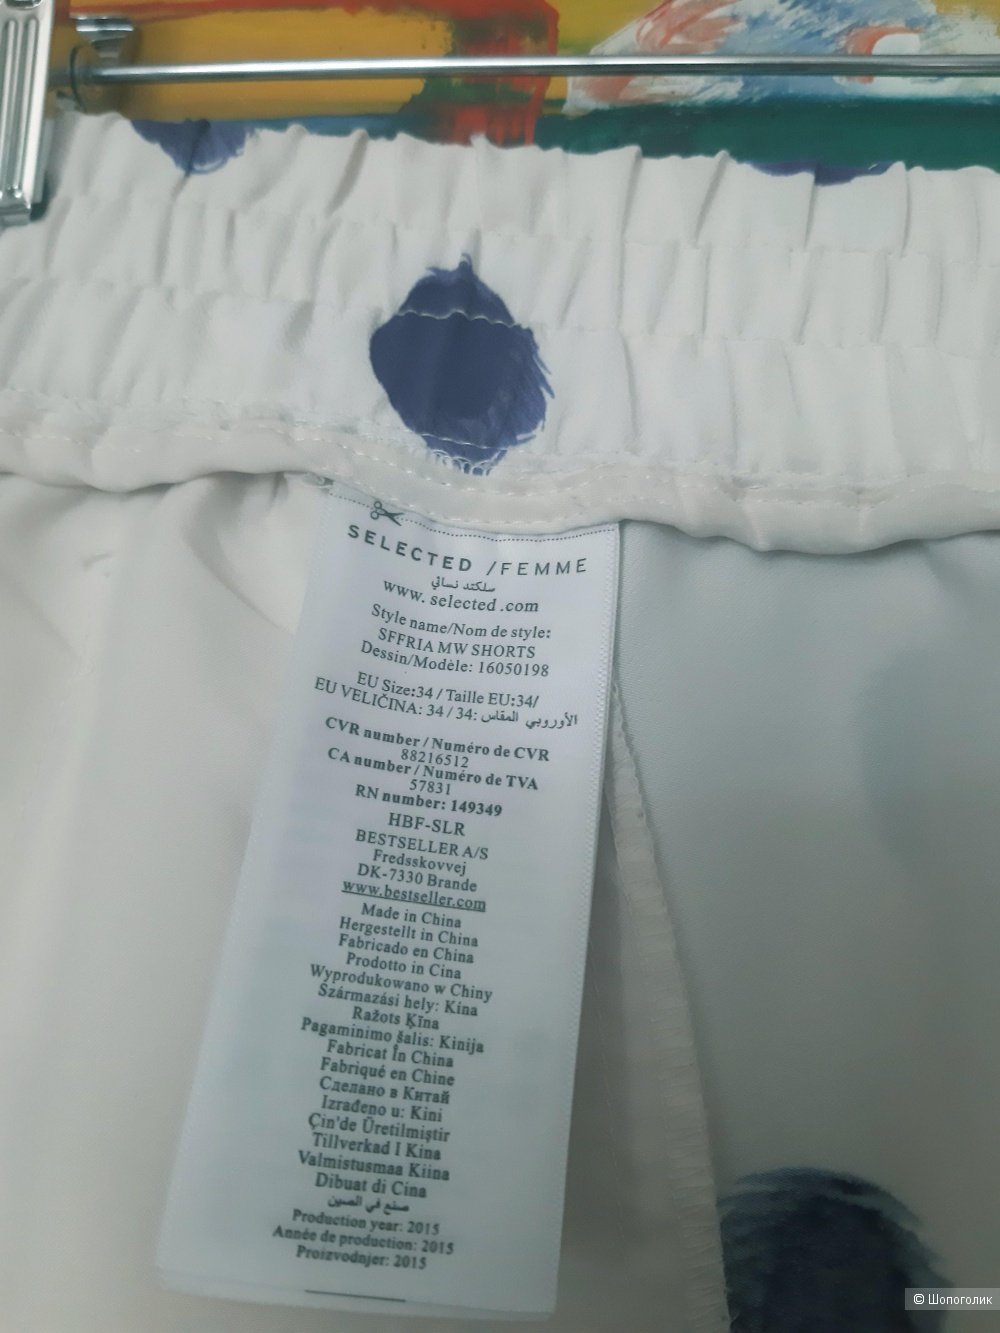 SELECTED /FEMME
سلكتد نسائي
www. selected .com
Style name/Nom de style:
SFFRIA MW SHORTS
Dessin/Modèle: 16050198
EU Size:34 / Taille EU:34/
EU VELIČINA: 34 / 34: الأوروبي المقاس
CVR number / Numéro de CVR
88216512
CA number / Numéro de TVA
57831
RN number: 149349
HBF-SLR
BESTSELLER A/S
Fredsskovvej
DK-7330 Brande
www.bestseller.com
Made in China
Hergestellt in China
Fabricado en China
Prodotto in Cina
Wyprodukowano w Chiny
Származási hely: Kína
Ražots Ķīna
Pagaminimo šalis: Kinija
Fabricat În China
Fabriqué en Chine
Сделано в Китай
Izrađeno u: Kini
Çin'de Üretilmiştir
Tillverkad I Kina
Valmistusmaa Kiina
Dibuat di Cina
صنع في الصين
Production year: 2015
Année de production: 2015
Proizvodnjer: 2015
© Шопоголик